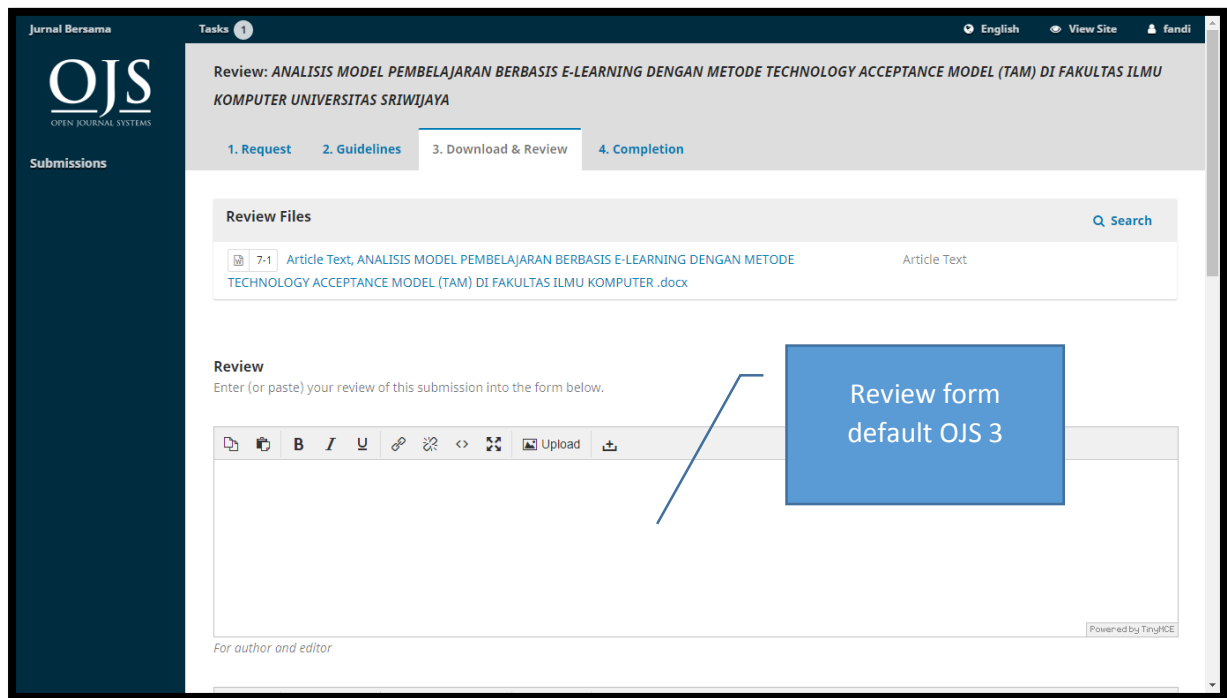 Jurnal Bersama
Tasks 1
English
View Site
fandi
OJS
OPEN JOURNAL SYSTEMS
Submissions
Review: ANALISIS MODEL PEMBELAJARAN BERBASIS E-LEARNING DENGAN METODE TECHNOLOGY ACCEPTANCE MODEL (TAM) DI FAKULTAS ILMU
KOMPUTER UNIVERSITAS SRIWIJAYA
1. Request
2. Guidelines
3. Download & Review
4. Completion
Review Files
Search
7-1 Article Text, ANALISIS MODEL PEMBELAJARAN BERBASIS E-LEARNING DENGAN METODE
TECHNOLOGY ACCEPTANCE MODEL (TAM) DI FAKULTAS ILMU KOMPUTER .docx
Article Text
Review
Enter (or paste) your review of this submission into the form below.
Upload
Review form
default OJS 3
Powered by TinyMCE
For author and editor